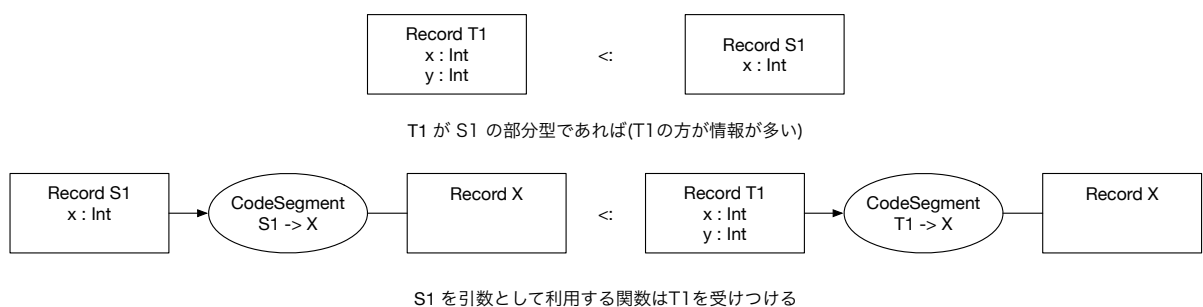 Record T1
x : Int
y : Int
<:
Record S1
x : Int
T1 が S1 の部分型であれば(T1の方が情報が多い)
Record S1
x : Int
CodeSegment
S1 -> X
Record X
<:
Record T1
x : Int
y : Int
CodeSegment
T1 -> X
Record X
S1 を引数として利用する関数はT1を受けつける